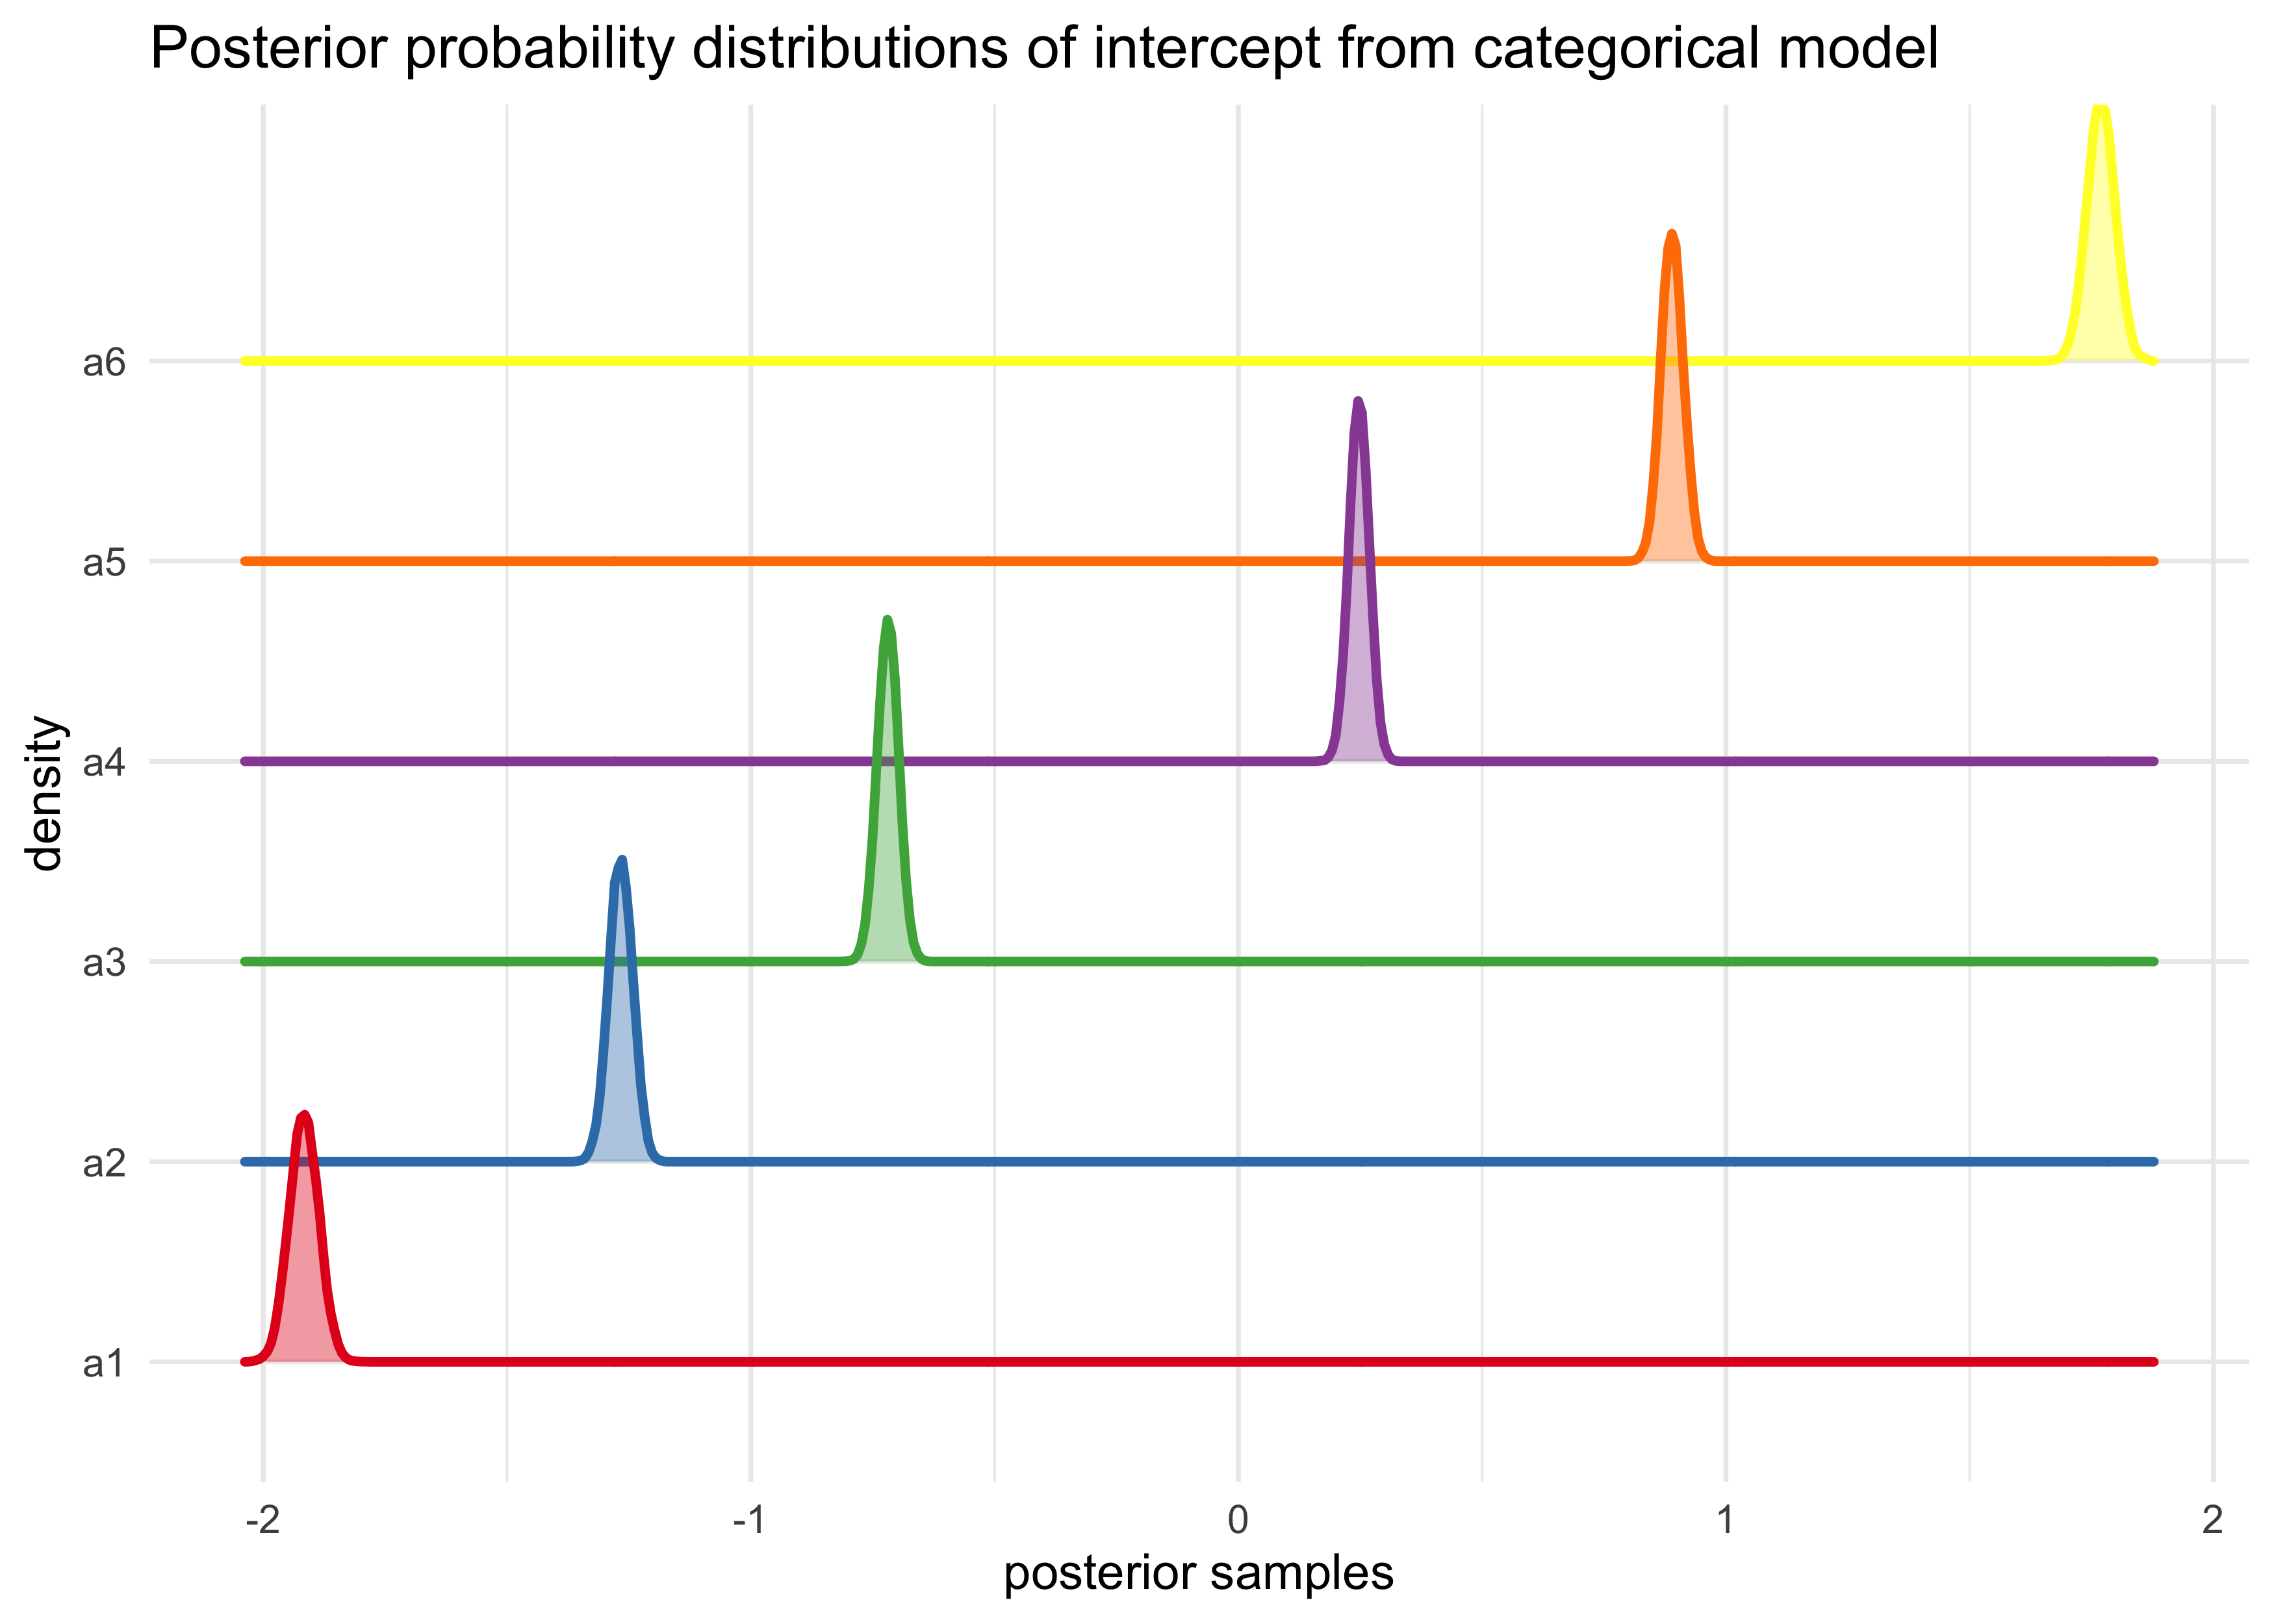 Posterior probability distributions of intercept from categorical model
density
a6
a5
a4
a3
a2
a1
-2 -1 0 1 2
posterior samples